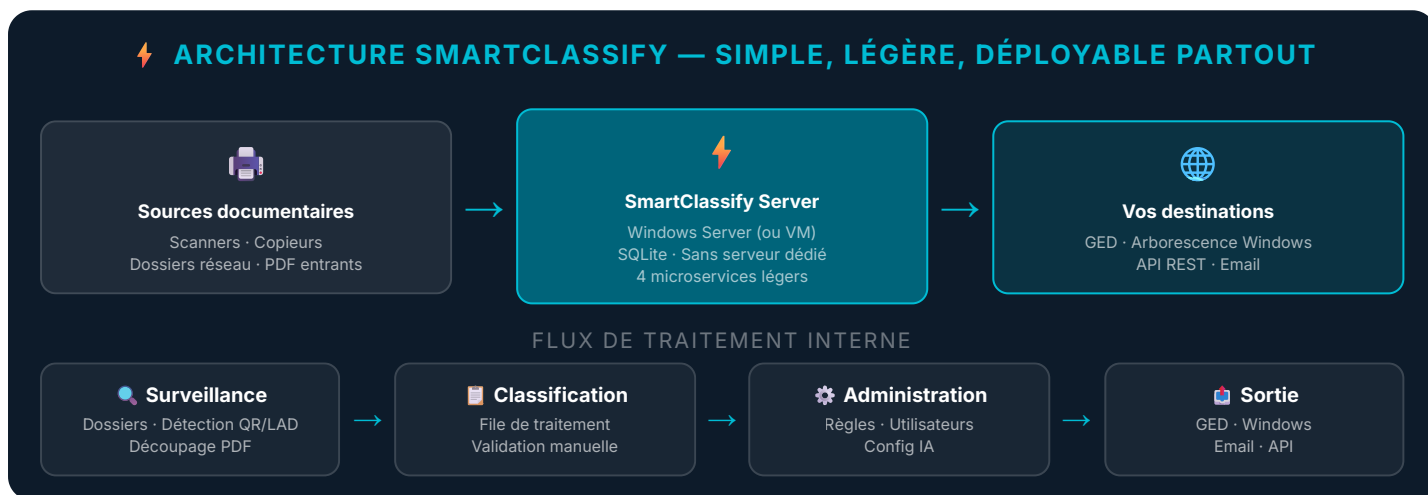 ARCHITECTURE SMARTCLASSIFY — SIMPLE, LÉGÈRE, DÉPLOYABLE PARTOUT
Sources documentaires
Scanners · Copieurs
Dossiers réseau · PDF entrants
→
SmartClassify Server
Windows Server (ou VM)
SQLite · Sans serveur dédié
4 microservices légers
→
Vos destinations
GED · Arborescence Windows
API REST · Email
FLUX DE TRAITEMENT INTERNE
Surveillance
Dossiers · Détection QR/LAD
Découpage PDF
→
Classification
File de traitement
Validation manuelle
→
Administration
Règles · Utilisateurs
Config IA
→
Sortie
GED · Windows
Email · API